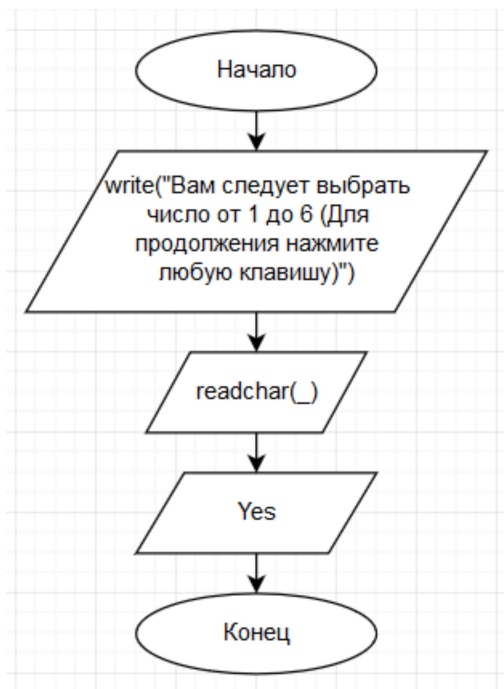 Начало
write("Вам следует выбрать
число от 1 до 6 (Для
продолжения нажмите
любую клавишу)")
readchar(_)
Yes
Конец